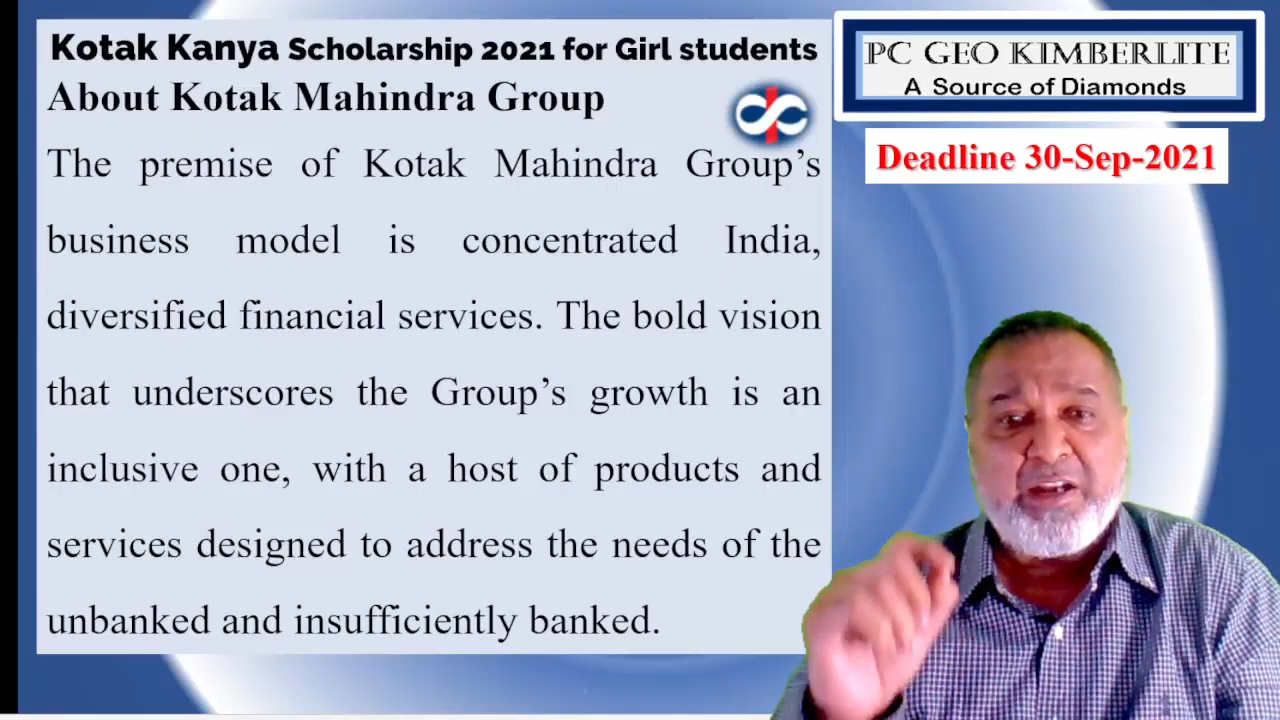 Kotak Kanya Scholarship 2021 for Girl students
About Kotak Mahindra Group
The premise of Kotak Mahindra Group’s
business model is concentrated India,
diversified financial services. The bold vision
that underscores the Group’s growth is an
inclusive one, with a host of products and
services designed to address the needs of the
unbanked and insufficiently banked.
PC GEO KIMBERLITE
A Source of Diamonds
Deadline 30-Sep-2021